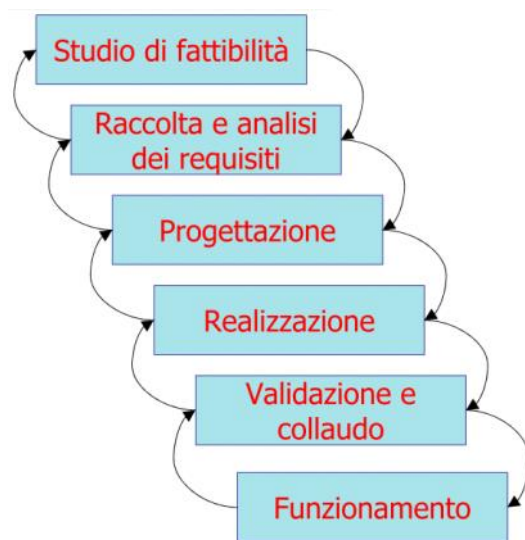 Studio di fattibilità
Raccolta e analisi
dei requisiti
Progettazione
Realizzazione
Validazione e
collaudo
Funzionamento